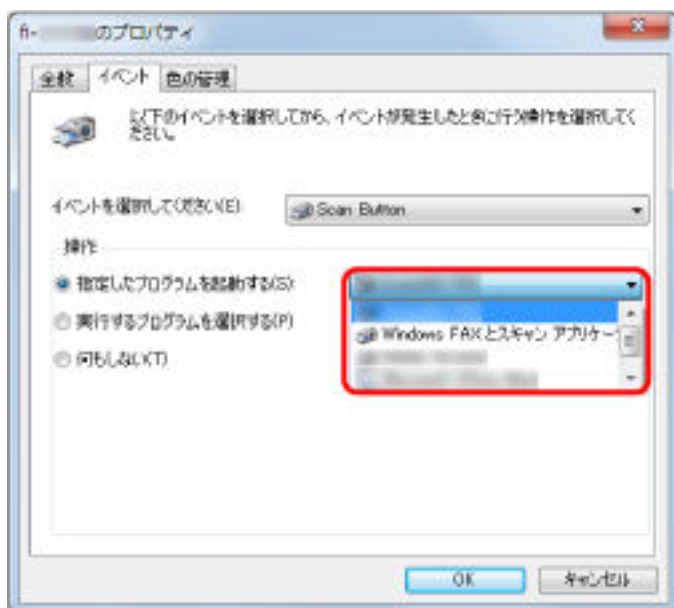 fi-
のプロパティ
全般 イベント 色の管理
以下のイベントを選択してから、イベントが発生したときに行う操作を選択してく
ださい。
イベントを選択してください(E)
Scan Button
操作
指定したプログラムを起動する(S):
実行するプログラムを選択する(P)
Windows FAXとスキャン アプリケー
何もしない(T)
OK キャンセル